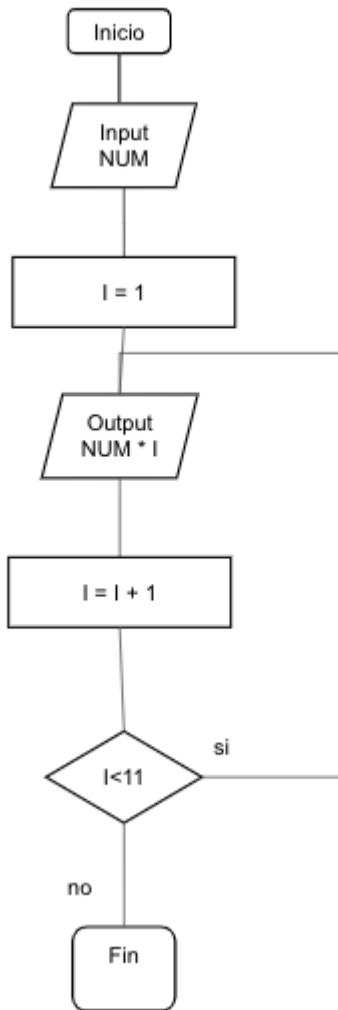 Inicio
Input
NUM
I = 1
Output
NUM * I
I = I + 1
I<11
si
no
Fin